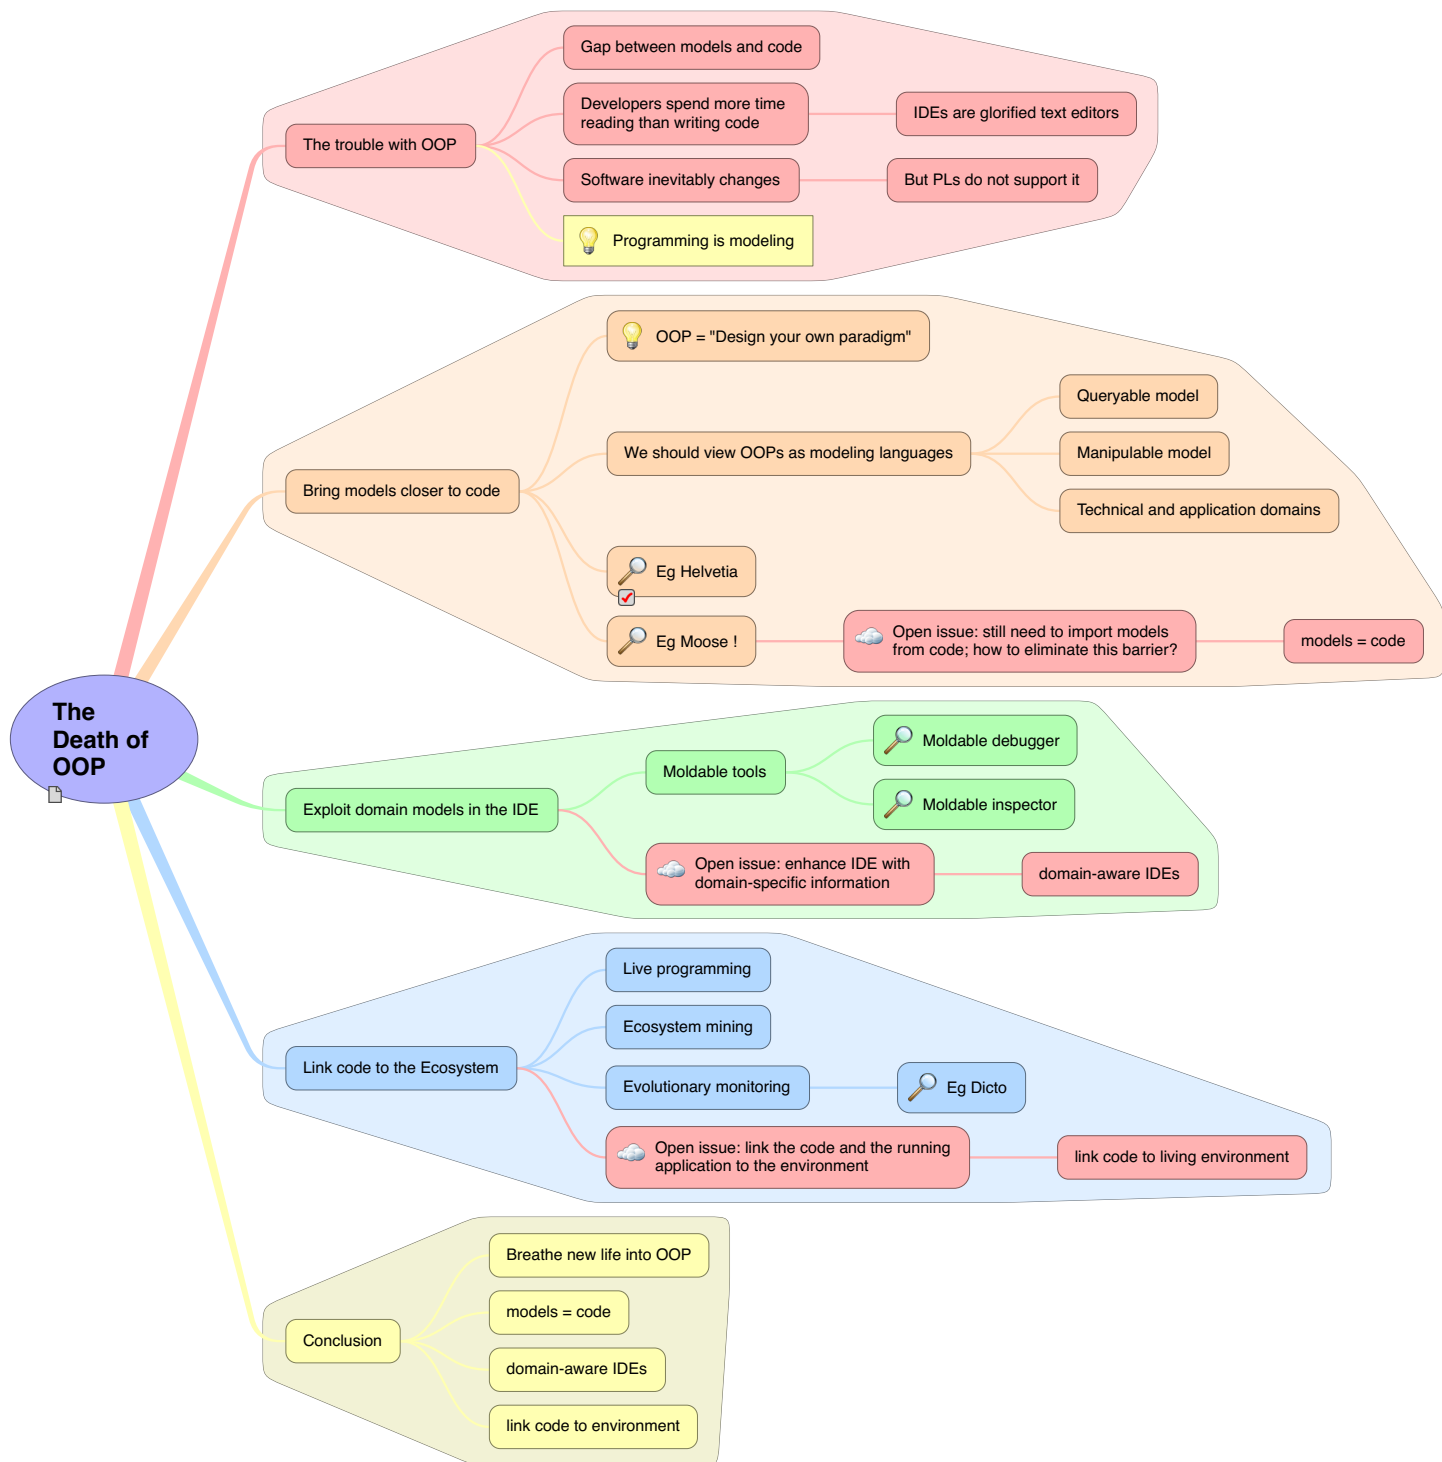 The
Death of
OOP
The trouble with OOP
Gap between models and code
Developers spend more time
reading than writing code
IDEs are glorified text editors
Software inevitably changes
But PLs do not support it
Programming is modeling
Bring models closer to code
OOP = "Design your own paradigm"
We should view OOPs as modeling languages
Queryable model
Manipulable model
Technical and application domains
Eg Helvetia
Eg Moose !
Open issue: still need to import models
from code; how to eliminate this barrier?
models = code
Exploit domain models in the IDE
Moldable tools
Moldable debugger
Moldable inspector
Open issue: enhance IDE with
domain-specific information
domain-aware IDEs
Link code to the Ecosystem
Live programming
Ecosystem mining
Evolutionary monitoring
Eg Dicto
Open issue: link the code and the running
application to the environment
link code to living environment
Conclusion
Breathe new life into OOP
models = code
domain-aware IDEs
link code to environment